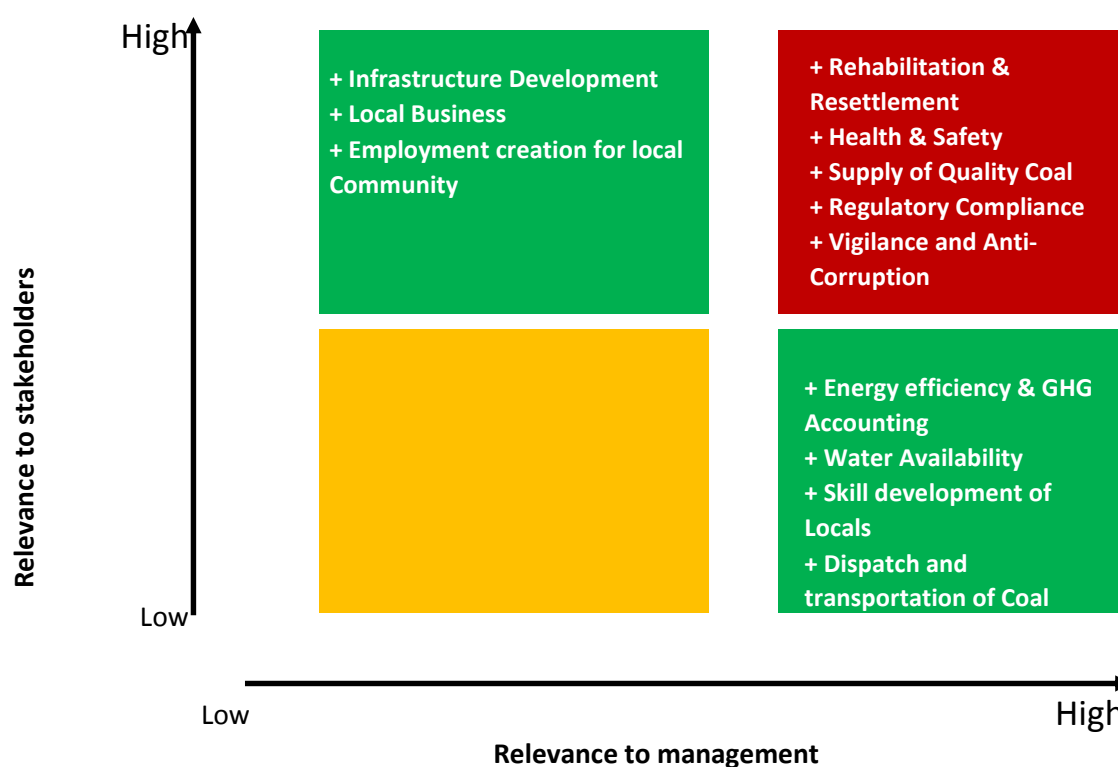 High
+ Infrastructure Development
+ Local Business
+ Employment creation for local
Community
+ Rehabilitation &
Resettlement
+ Health & Safety
+ Supply of Quality Coal
+ Regulatory Compliance
+ Vigilance and Anti-
Corruption
Relevance to stakeholders
+ Energy efficiency & GHG
Accounting
+ Water Availability
+ Skill development of
Locals
+ Dispatch and
transportation of Coal
Low
Low
High
Relevance to management